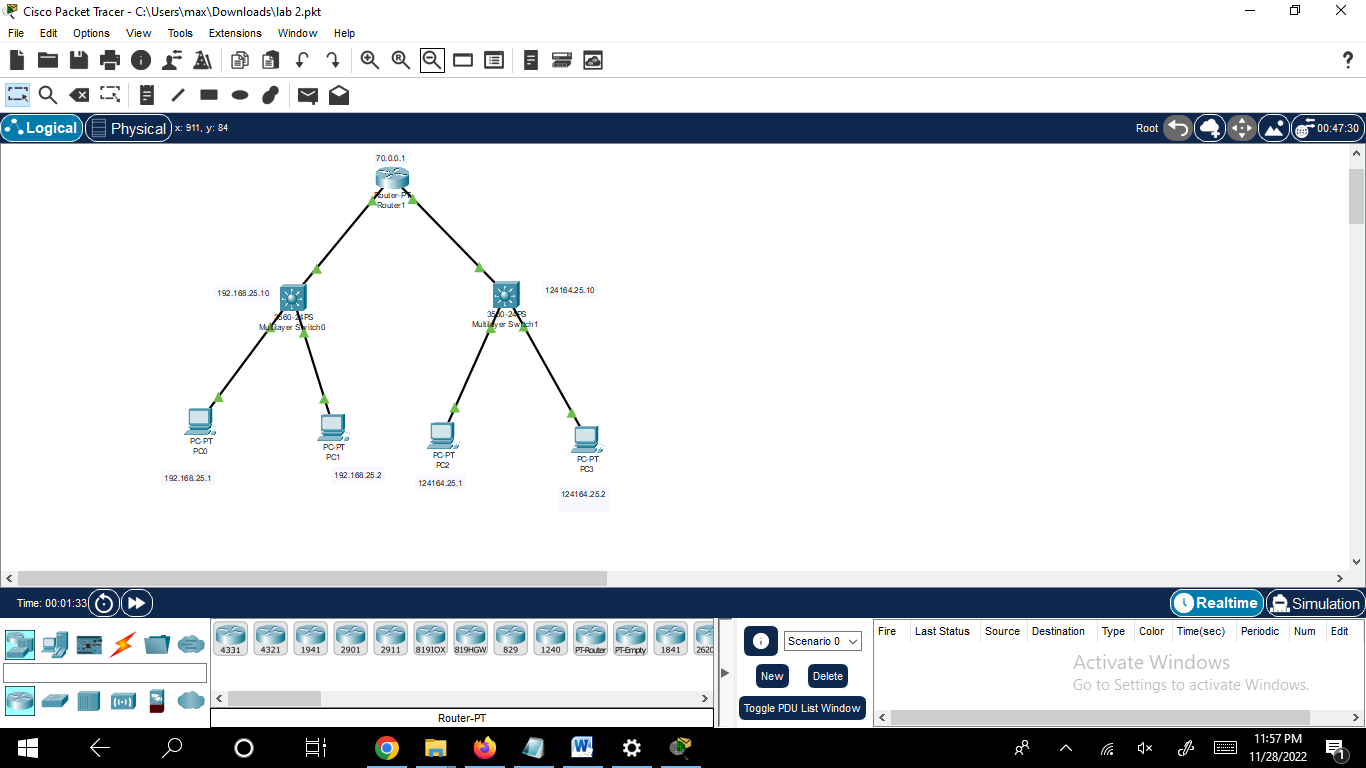 Cisco Packet Tracer - C:\Users\max\Downloads\lab 2.pkt
File Edit Options View Tools Extensions Window Help
Logical Physical x: 911, y: 84 Root 00:47:30
70.0.0.1
Router-PT
Router1
192.168.25.10
3560-24PS
Multilayer Switch0
124164.25.10
3560-24PS
Multilayer Switch1
PC-PT
PC0
192.168.25.1
PC-PT
PC1
192.168.25.2
PC-PT
PC2
124164.25.1
PC-PT
PC3
124164.25.2
Time: 00:01:33 Realtime Simulation
4331 4321 1941 2901 2911 819IOX 819HGW 829 1240 PT-Router PT-Empty 1841 2620
Router-PT
Scenario 0
New Delete
Toggle PDU List Window
Fire Last Status Source Destination Type Color Time(sec) Periodic Num Edit
Activate Windows
Go to Settings to activate Windows.
11:57 PM
11/28/2022
1